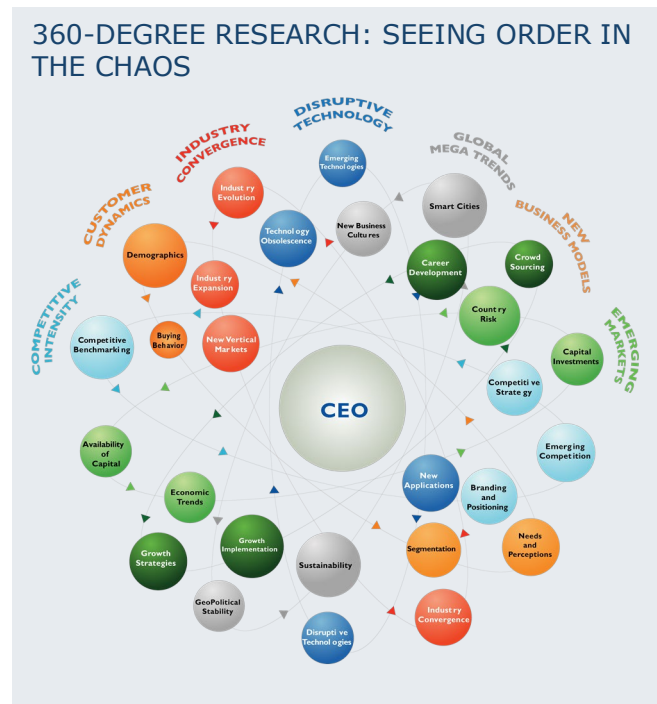 360-DEGREE RESEARCH: SEEING ORDER IN
THE CHAOS
DISRUPTIVE
TECHNOLOGY
INDUSTRY
CONVERGENCE
GLOBAL
MEGA TRENDS
CUSTOMER
DYNAMICS
NEW
BUSINESS MODELS
COMPETITIVE
INTENSITY
EMERGING
MARKETS
Emerging
Technologies
Industry
Evolution
Smart Cities
Technology
Obsolescence
New Business
Cultures
Demographics
Career
Development
Crowd
Sourcing
Industry
Expansion
Country
Risk
Competitive
Benchmarking
Buying
Behavior
New Vertical
Markets
Capital
Investments
Competitive
Strategy
CEO
Availability
of
Capital
Emerging
Competition
Economic
Trends
New
Applications
Branding
and
Positioning
Growth
Strategies
Growth
Implementation
Sustainability
Segmentation
Needs
and
Perceptions
GeoPolitical
Stability
Disruptive
Technologies
Industry
Convergence